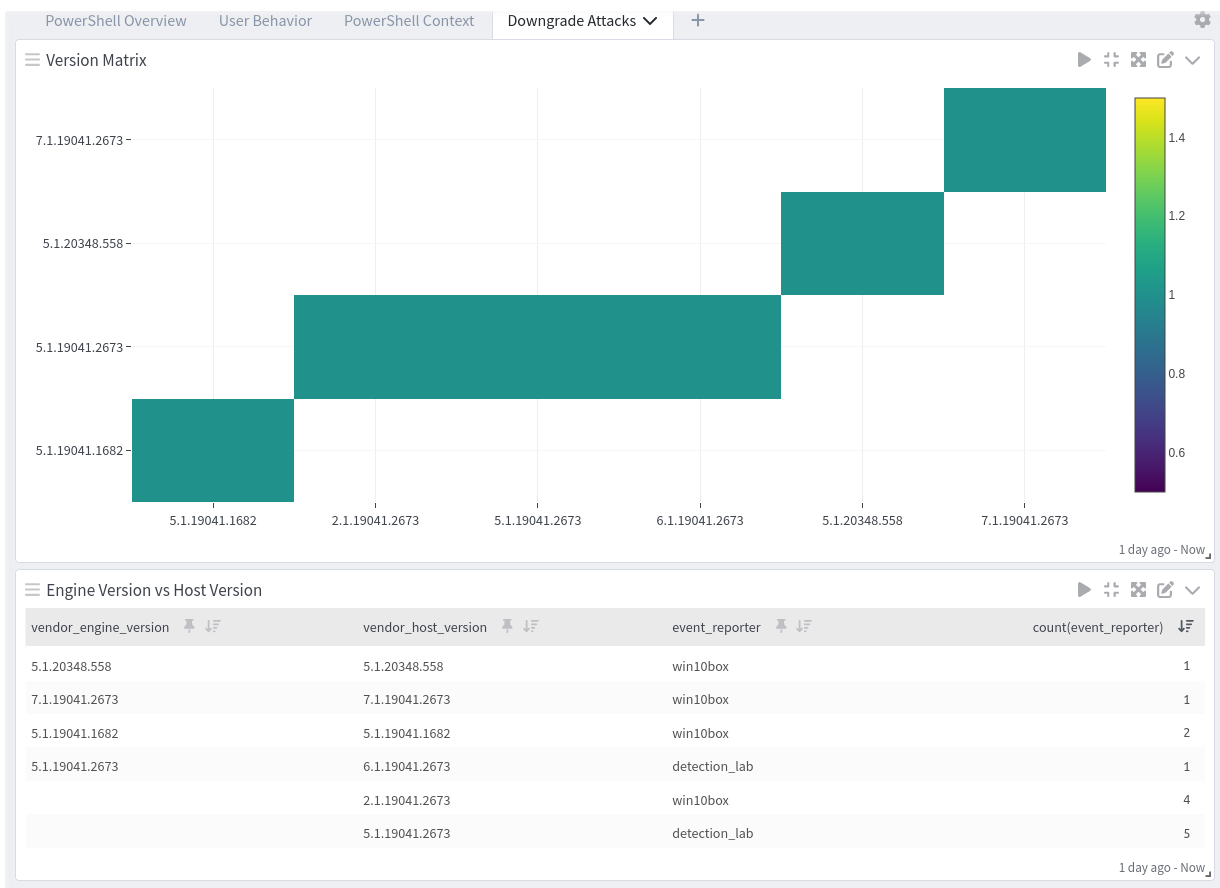 PowerShell Overview User Behavior PowerShell Context Downgrade Attacks +
Version Matrix
7.1.19041.2673
5.1.20348.558
5.1.19041.2673
5.1.19041.1682
5.1.19041.1682 2.1.19041.2673 5.1.19041.2673 6.1.19041.2673 5.1.20348.558 7.1.19041.2673
1.4
1.2
1
0.8
0.6
1 day ago - Now
Engine Version vs Host Version
vendor_engine_version vendor_host_version event_reporter count(event_reporter)
5.1.20348.558 5.1.20348.558 win10box 1
7.1.19041.2673 7.1.19041.2673 win10box 1
5.1.19041.1682 5.1.19041.1682 win10box 2
5.1.19041.2673 6.1.19041.2673 detection_lab 1
2.1.19041.2673 win10box 4
5.1.19041.2673 detection_lab 5
1 day ago - Now